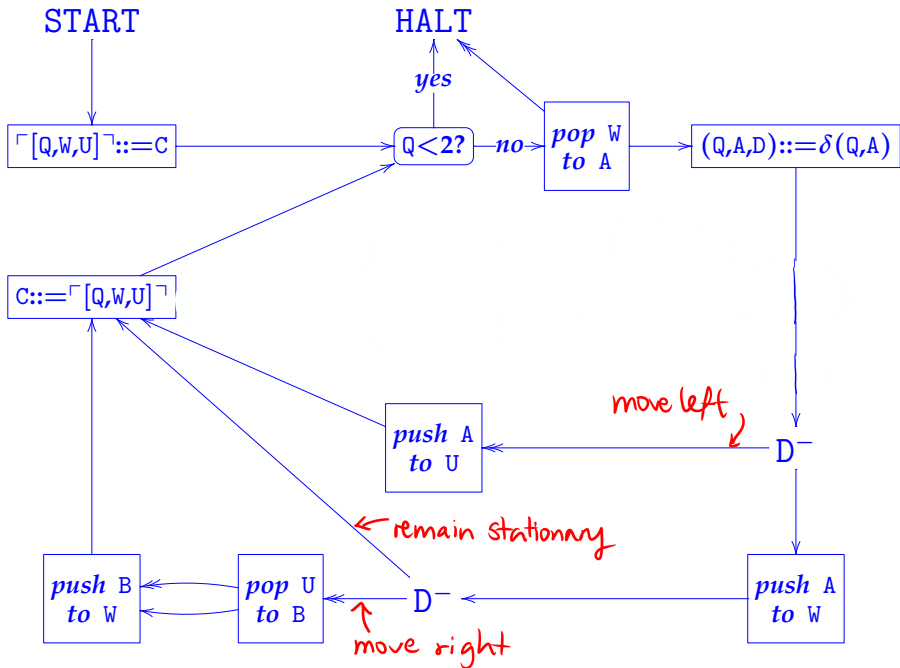 START
HALT
yes
⌜[Q,W,U]⌝::=C
Q<2?
no
pop W
to A
(Q,A,D)::=δ(Q,A)
C::=⌜[Q,W,U]⌝
move left
push A
to U
D⁻
remain stationary
push B
to W
pop U
to B
D⁻
push A
to W
move right